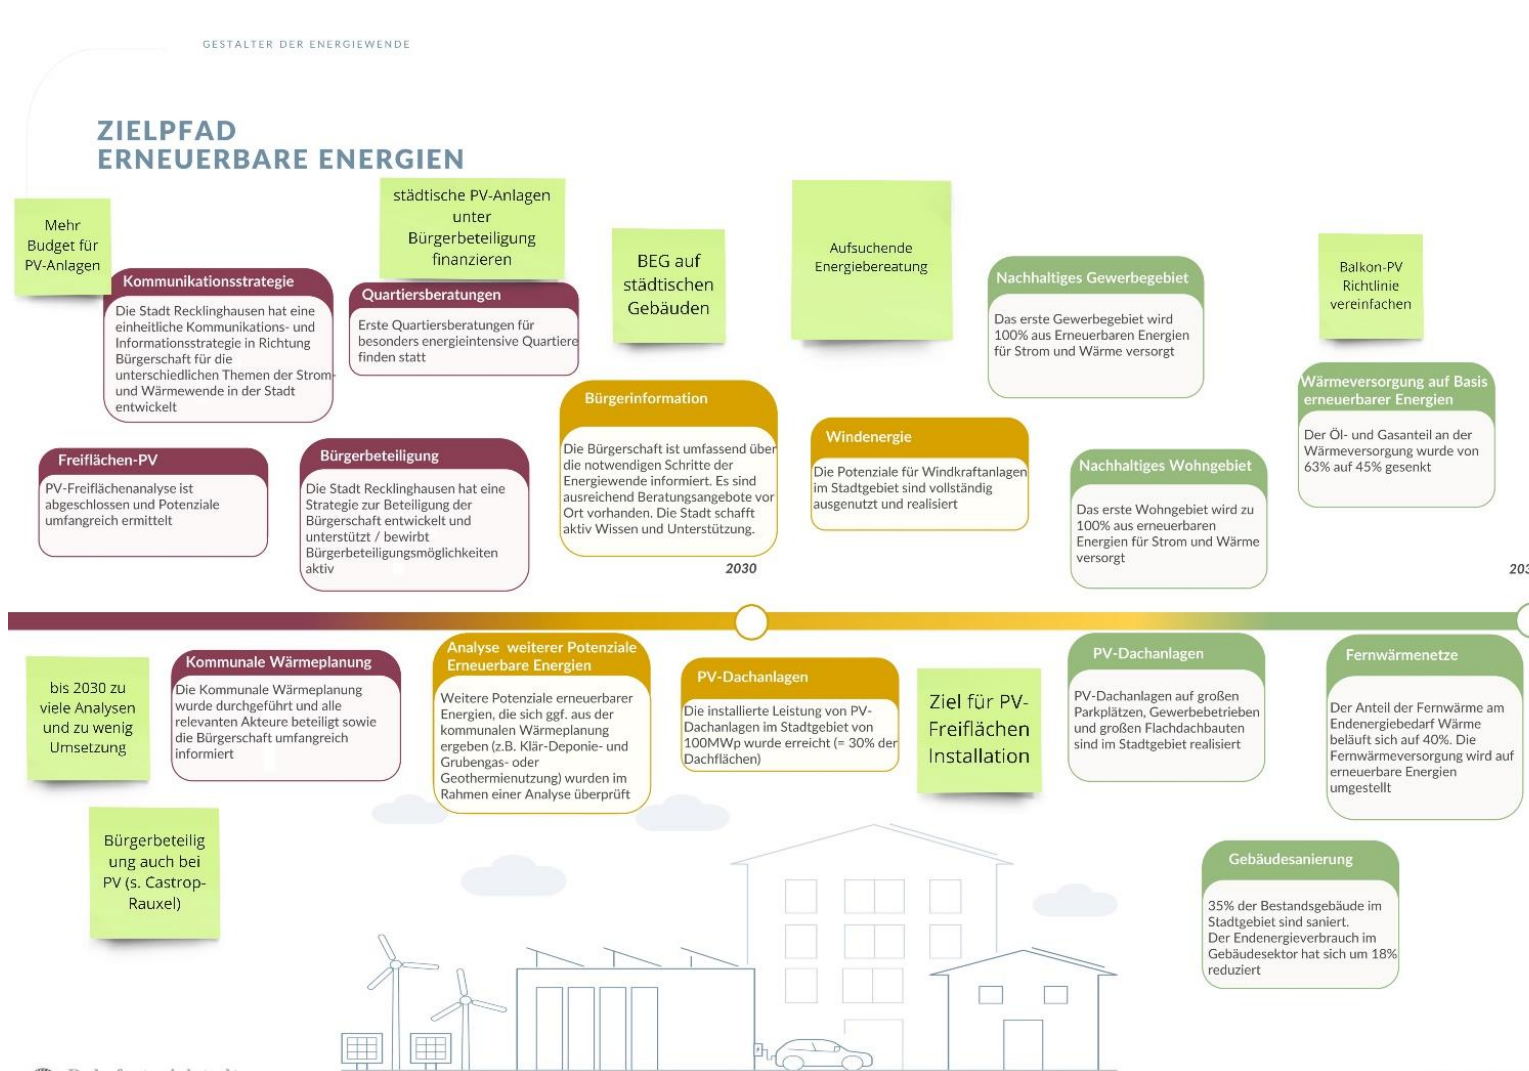 GESTALTER DER ENERGIEWENDE
ZIELPFAD
ERNEUERBARE ENERGIEN
Mehr
Budget für
PV-Anlagen
städtische PV-Anlagen
unter
Bürgerbeteiligung
finanzieren
BEG auf
städtischen
Gebäuden
Aufsuchende
Energiebereatung
Balkon-PV
Richtlinie
vereinfachen
Kommunikationsstrategie
Die Stadt Recklinghausen hat eine
einheitliche Kommunikations- und
Informationsstrategie in Richtung
Bürgerschaft für die
unterschiedlichen Themen der Strom-
und Wärmewende in der Stadt
entwickelt
Quartiersberatungen
Erste Quartiersberatungen für
besonders energieintensive Quartiere
finden statt
Nachhaltiges Gewerbegebiet
Das erste Gewerbegebiet wird
100% aus Erneuerbaren Energien
für Strom und Wärme versorgt
Bürgerinformation
Die Bürgerschaft ist umfassend über
die notwendigen Schritte der
Energiewende informiert. Es sind
ausreichend Beratungsangebote vor
Ort vorhanden. Die Stadt schafft
aktiv Wissen und Unterstützung.
Windenergie
Die Potenziale für Windkraftanlagen
im Stadtgebiet sind vollständig
ausgenutzt und realisiert
Wärmeversorgung auf Basis
erneuerbarer Energien
Der Öl- und Gasanteil an der
Wärmeversorgung wurde von
63% auf 45% gesenkt
Freiflächen-PV
PV-Freiflächenanalyse ist
abgeschlossen und Potenziale
umfangreich ermittelt
Bürgerbeteiligung
Die Stadt Recklinghausen hat eine
Strategie zur Beteiligung der
Bürgerschaft entwickelt und
unterstützt / bewirbt
Bürgerbeteiligungsmöglichkeiten
aktiv
Nachhaltiges Wohngebiet
Das erste Wohngebiet wird zu
100% aus erneuerbaren
Energien für Strom und Wärme
versorgt
2030
bis 2030 zu
viele Analysen
und zu wenig
Umsetzung
Kommunale Wärmeplanung
Die Kommunale Wärmeplanung
wurde durchgeführt und alle
relevanten Akteure beteiligt sowie
die Bürgerschaft umfangreich
informiert
Analyse weiterer Potenziale
Erneuerbare Energien
Weitere Potenziale erneuerbarer
Energien, die sich ggf. aus der
kommunalen Wärmeplanung
ergeben (z.B. Klär-Deponie- und
Grubengas- oder
Geothermienutzung) wurden im
Rahmen einer Analyse überprüft
PV-Dachanlagen
Die installierte Leistung von PV-
Dachanlagen im Stadtgebiet von
100MWp wurde erreicht (= 30% der
Dachflächen)
Ziel für PV-
Freiflächen
Installation
PV-Dachanlagen
PV-Dachanlagen auf großen
Parkplätzen, Gewerbebetrieben
und großen Flachdachbauten
sind im Stadtgebiet realisiert
Fernwärmenetze
Der Anteil der Fernwärme am
Endenergiebedarf Wärme
beläuft sich auf 40%. Die
Fernwärmeversorgung wird auf
erneuerbare Energien
umgestellt
Bürgerbeteilig
ung auch bei
PV (s. Castrop-
Rauxel)
Gebäudesanierung
35% der Bestandsgebäude im
Stadtgebiet sind saniert.
Der Endenergieverbrauch im
Gebäudesektor hat sich um 18%
reduziert